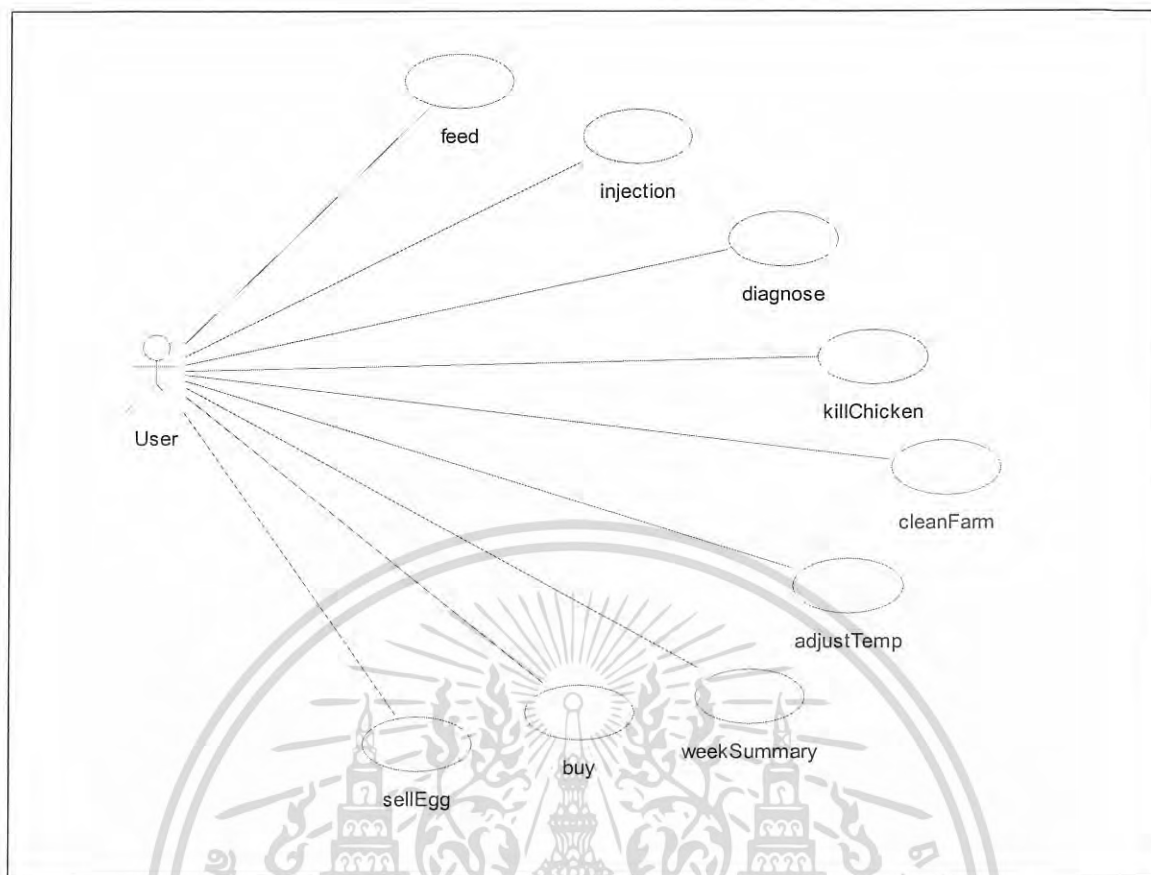 feed
injection
diagnose
killChicken
User
cleanFarm
adjustTemp
weekSummary
buy
sellEgg